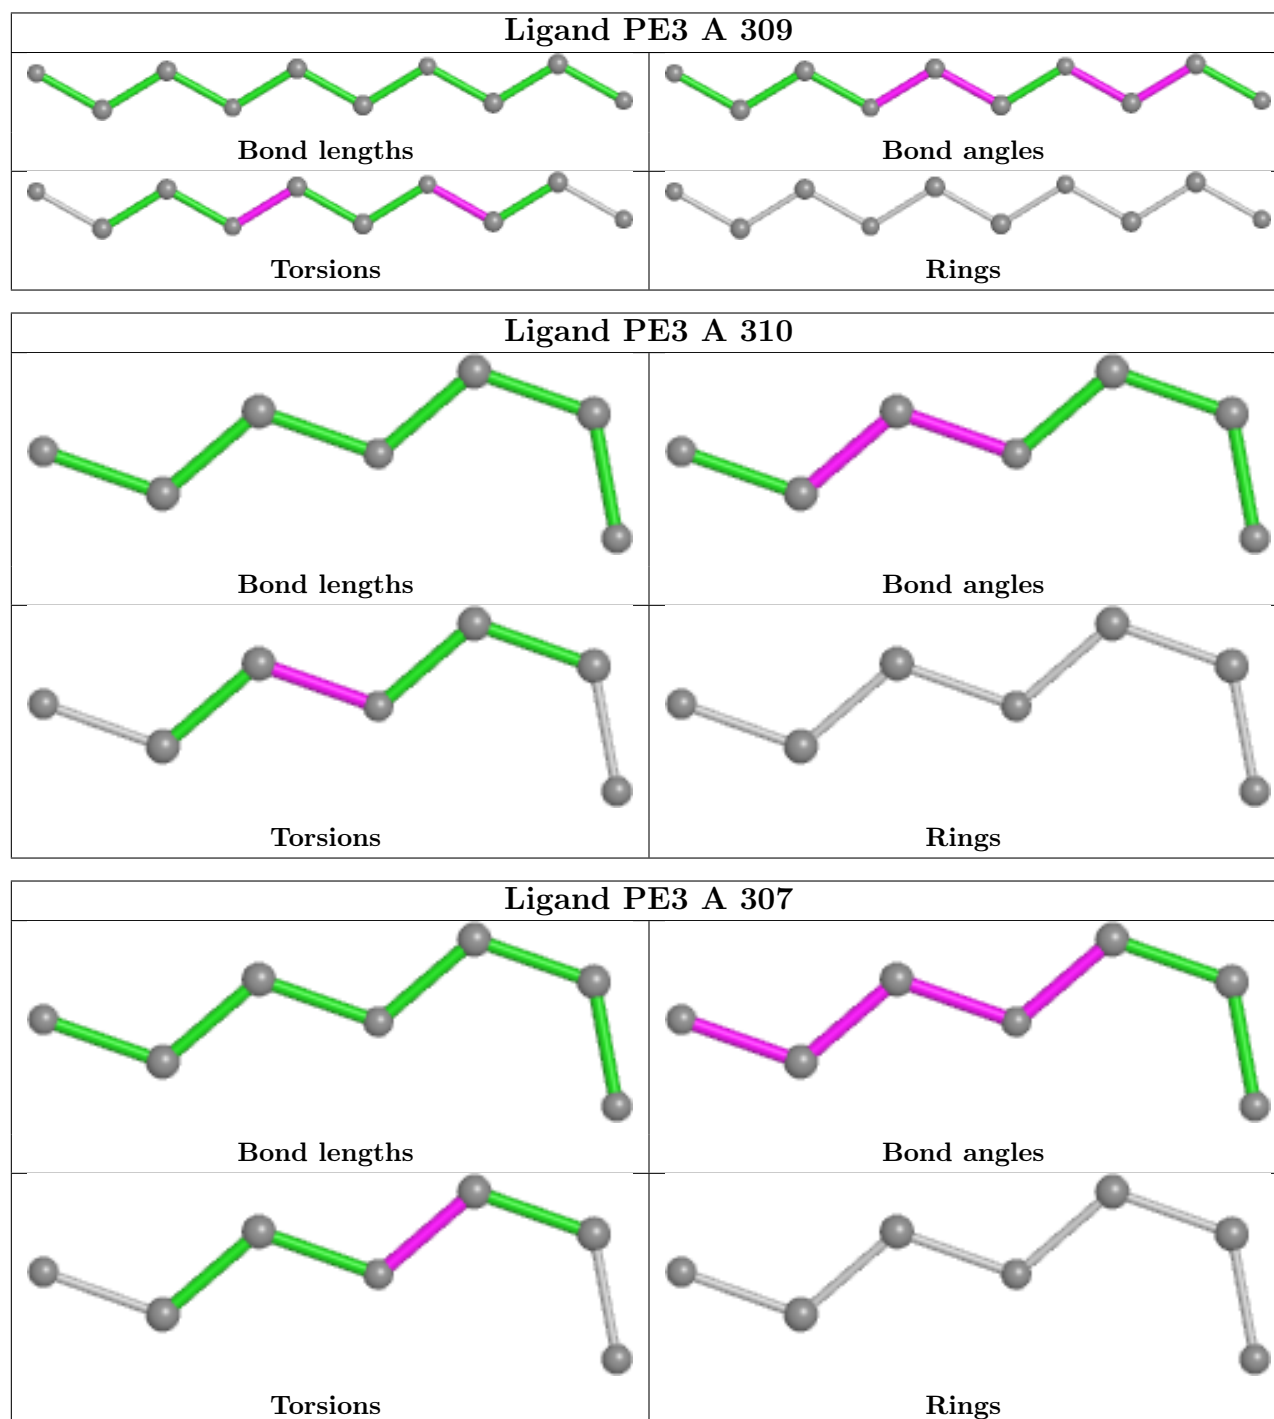 Ligand PE3 A 309
Bond lengths
Bond angles
Torsions
Rings
Ligand PE3 A 310
Bond lengths
Bond angles
Torsions
Rings
Ligand PE3 A 307
Bond lengths
Bond angles
Torsions
Rings